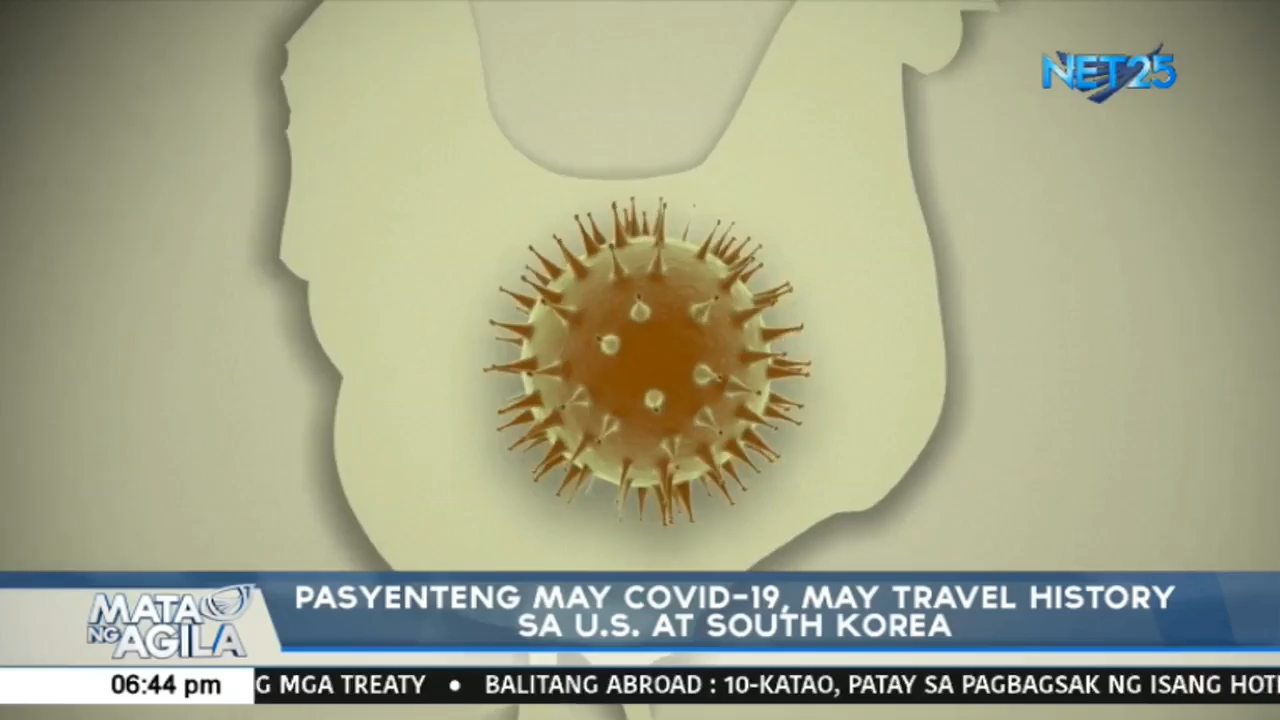 NET25
PASYENTENG MAY COVID-19, MAY TRAVEL HISTORY
SA U.S. AT SOUTH KOREA
MATA
NG AGILA
06:44 pm
G MGA TREATY • BALITANG ABROAD : 10-KATAO, PATAY SA PAGBAGSAK NG ISANG HOT